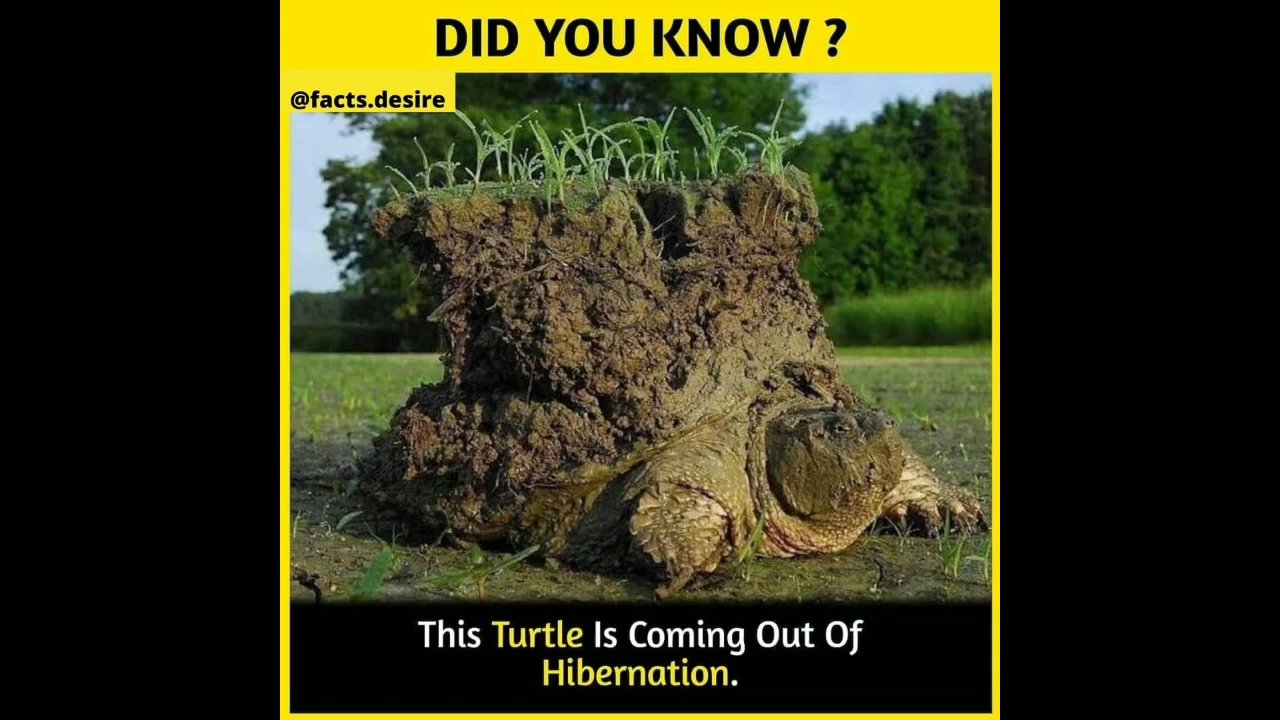 DID YOU KNOW ?
@facts.desire
This Turtle Is Coming Out Of
Hibernation.